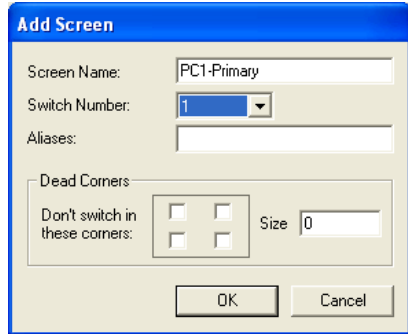 Add Screen
Screen Name: PC1-Primary
Switch Number: 1
Aliases:
Dead Corners
Don't switch in
these corners:
Size 0
OK Cancel